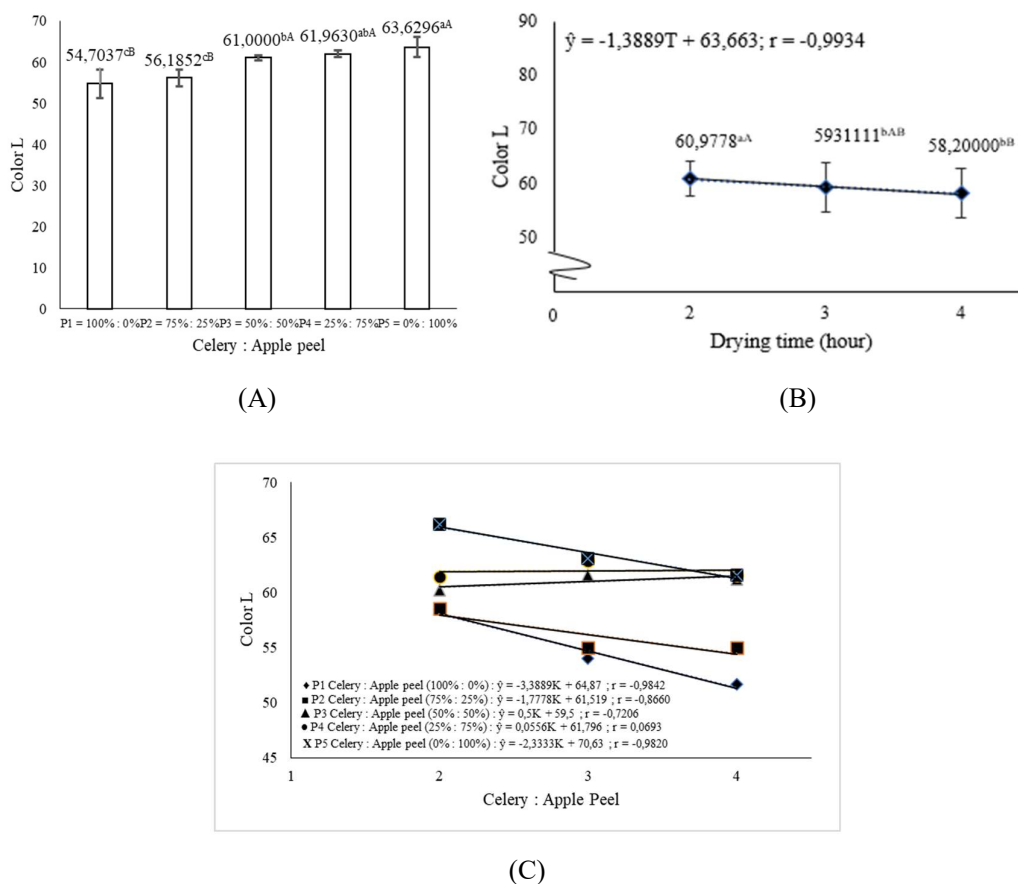 70
60
50
40
30
20
10
0
Color L
54,7037cB
56,1852cB
61,0000bA
61,9630abA
63,6296aA
P1 = 100% : 0%
P2 = 75% : 25%
P3 = 50% : 50%
P4 = 25% : 75%
P5 = 0% : 100%
Celery : Apple peel
(A)
90
80
70
60
50
0
Color L
ŷ = -1,3889T + 63,663; r = -0,9934
60,9778aA
5931111bAB
58,20000bB
2
3
4
Drying time (hour)
(B)
70
65
60
55
50
45
Color L
♦ P1 Celery : Apple peel (100% : 0%) : ŷ = -3,3889K + 64,87 ; r = -0,9842
■ P2 Celery : Apple peel (75% : 25%) : ŷ = -1,7778K + 61,519 ; r = -0,8660
▲ P3 Celery : Apple peel (50% : 50%) : ŷ = 0,5K + 59,5 ; r = -0,7206
● P4 Celery : Apple peel (25% : 75%) : ŷ = 0,0556K + 61,796 ; r = 0,0693
X P5 Celery : Apple peel (0% : 100%) : ŷ = -2,3333K + 70,63 ; r = -0,9820
1
2
3
4
Celery : Apple Peel
(C)